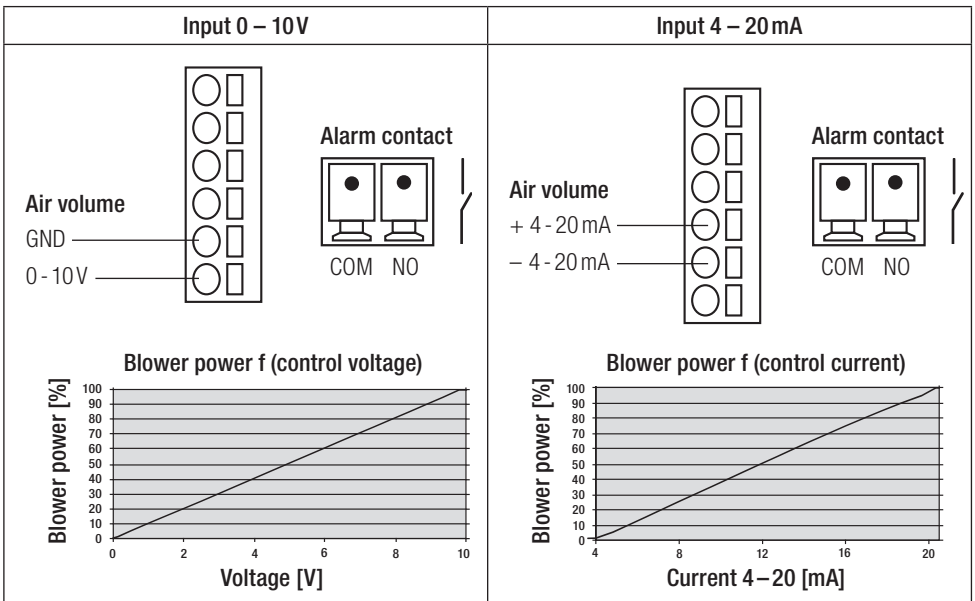 Input 0 – 10 V
Alarm contact
Air volume
GND
0 - 10 V
COM NO
Blower power f (control voltage)
Blower power [%]
100
90
80
70
60
50
40
30
20
10
0
0 2 4 6 8 10
Voltage [V]
Input 4 – 20 mA
Alarm contact
Air volume
+ 4 - 20 mA
– 4 - 20 mA
COM NO
Blower power f (control current)
Blower power [%]
100
90
80
70
60
50
40
30
20
10
0
4 8 12 16 20
Current 4 – 20 [mA]